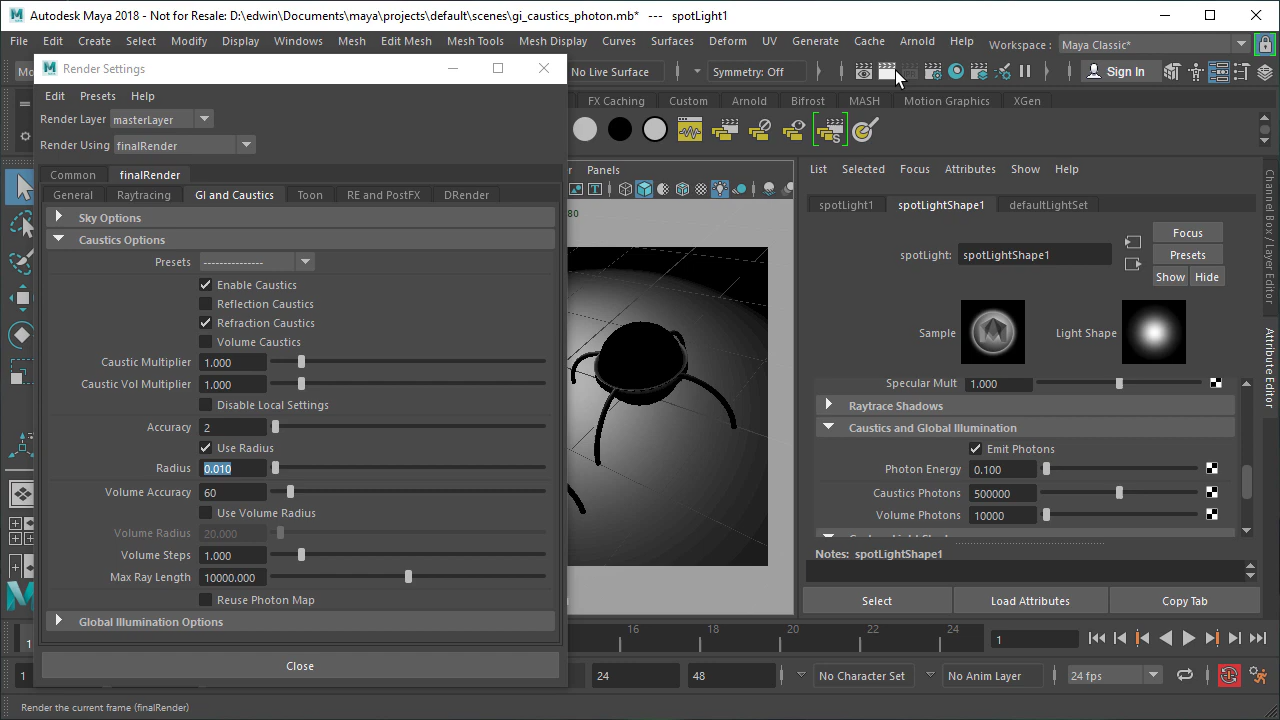 Autodesk Maya 2018 - Not for Resale: D:\edwin\Documents\maya\projects\default\scenes\gi_caustics_photon.mb* --- spotLight1
File Edit Create Select Modify Display Windows Mesh Edit Mesh Mesh Tools Mesh Display Curves Surfaces Deform UV Generate Cache Arnold Help Workspace : Maya Classic*
Render Settings
No Live Surface
Symmetry: Off
Sign In
Edit Presets Help
FX Caching Custom Arnold Bifrost MASH Motion Graphics XGen
Render Layer masterLayer
Render Using finalRender
Common finalRender
General Raytracing GI and Caustics Toon RE and PostFX DRender
Sky Options
Caustics Options
Presets ---------------
Enable Caustics
Reflection Caustics
Refraction Caustics
Volume Caustics
Caustic Multiplier 1.000
Caustic Vol Multiplier 1.000
Disable Local Settings
Accuracy 2
Use Radius
Radius 0.010
Volume Accuracy 60
Use Volume Radius
Volume Radius 20.000
Volume Steps 1.000
Max Ray Length 10000.000
Reuse Photon Map
Global Illumination Options
Close
Panels
80
List Selected Focus Attributes Show Help
spotLight1 spotLightShape1 defaultLightSet
Focus
spotLight: spotLightShape1
Presets
Show Hide
Sample
Light Shape
Specular Mult 1.000
Raytrace Shadows
Caustics and Global Illumination
Emit Photons
Photon Energy 0.100
Caustics Photons 500000
Volume Photons 10000
Notes: spotLightShape1
Select Load Attributes Copy Tab
Channel Box / Layer Editor
Attribute Editor
1
16 18 20 22 24
1
1
24
48
No Character Set
No Anim Layer
24 fps
Render the current frame (finalRender)